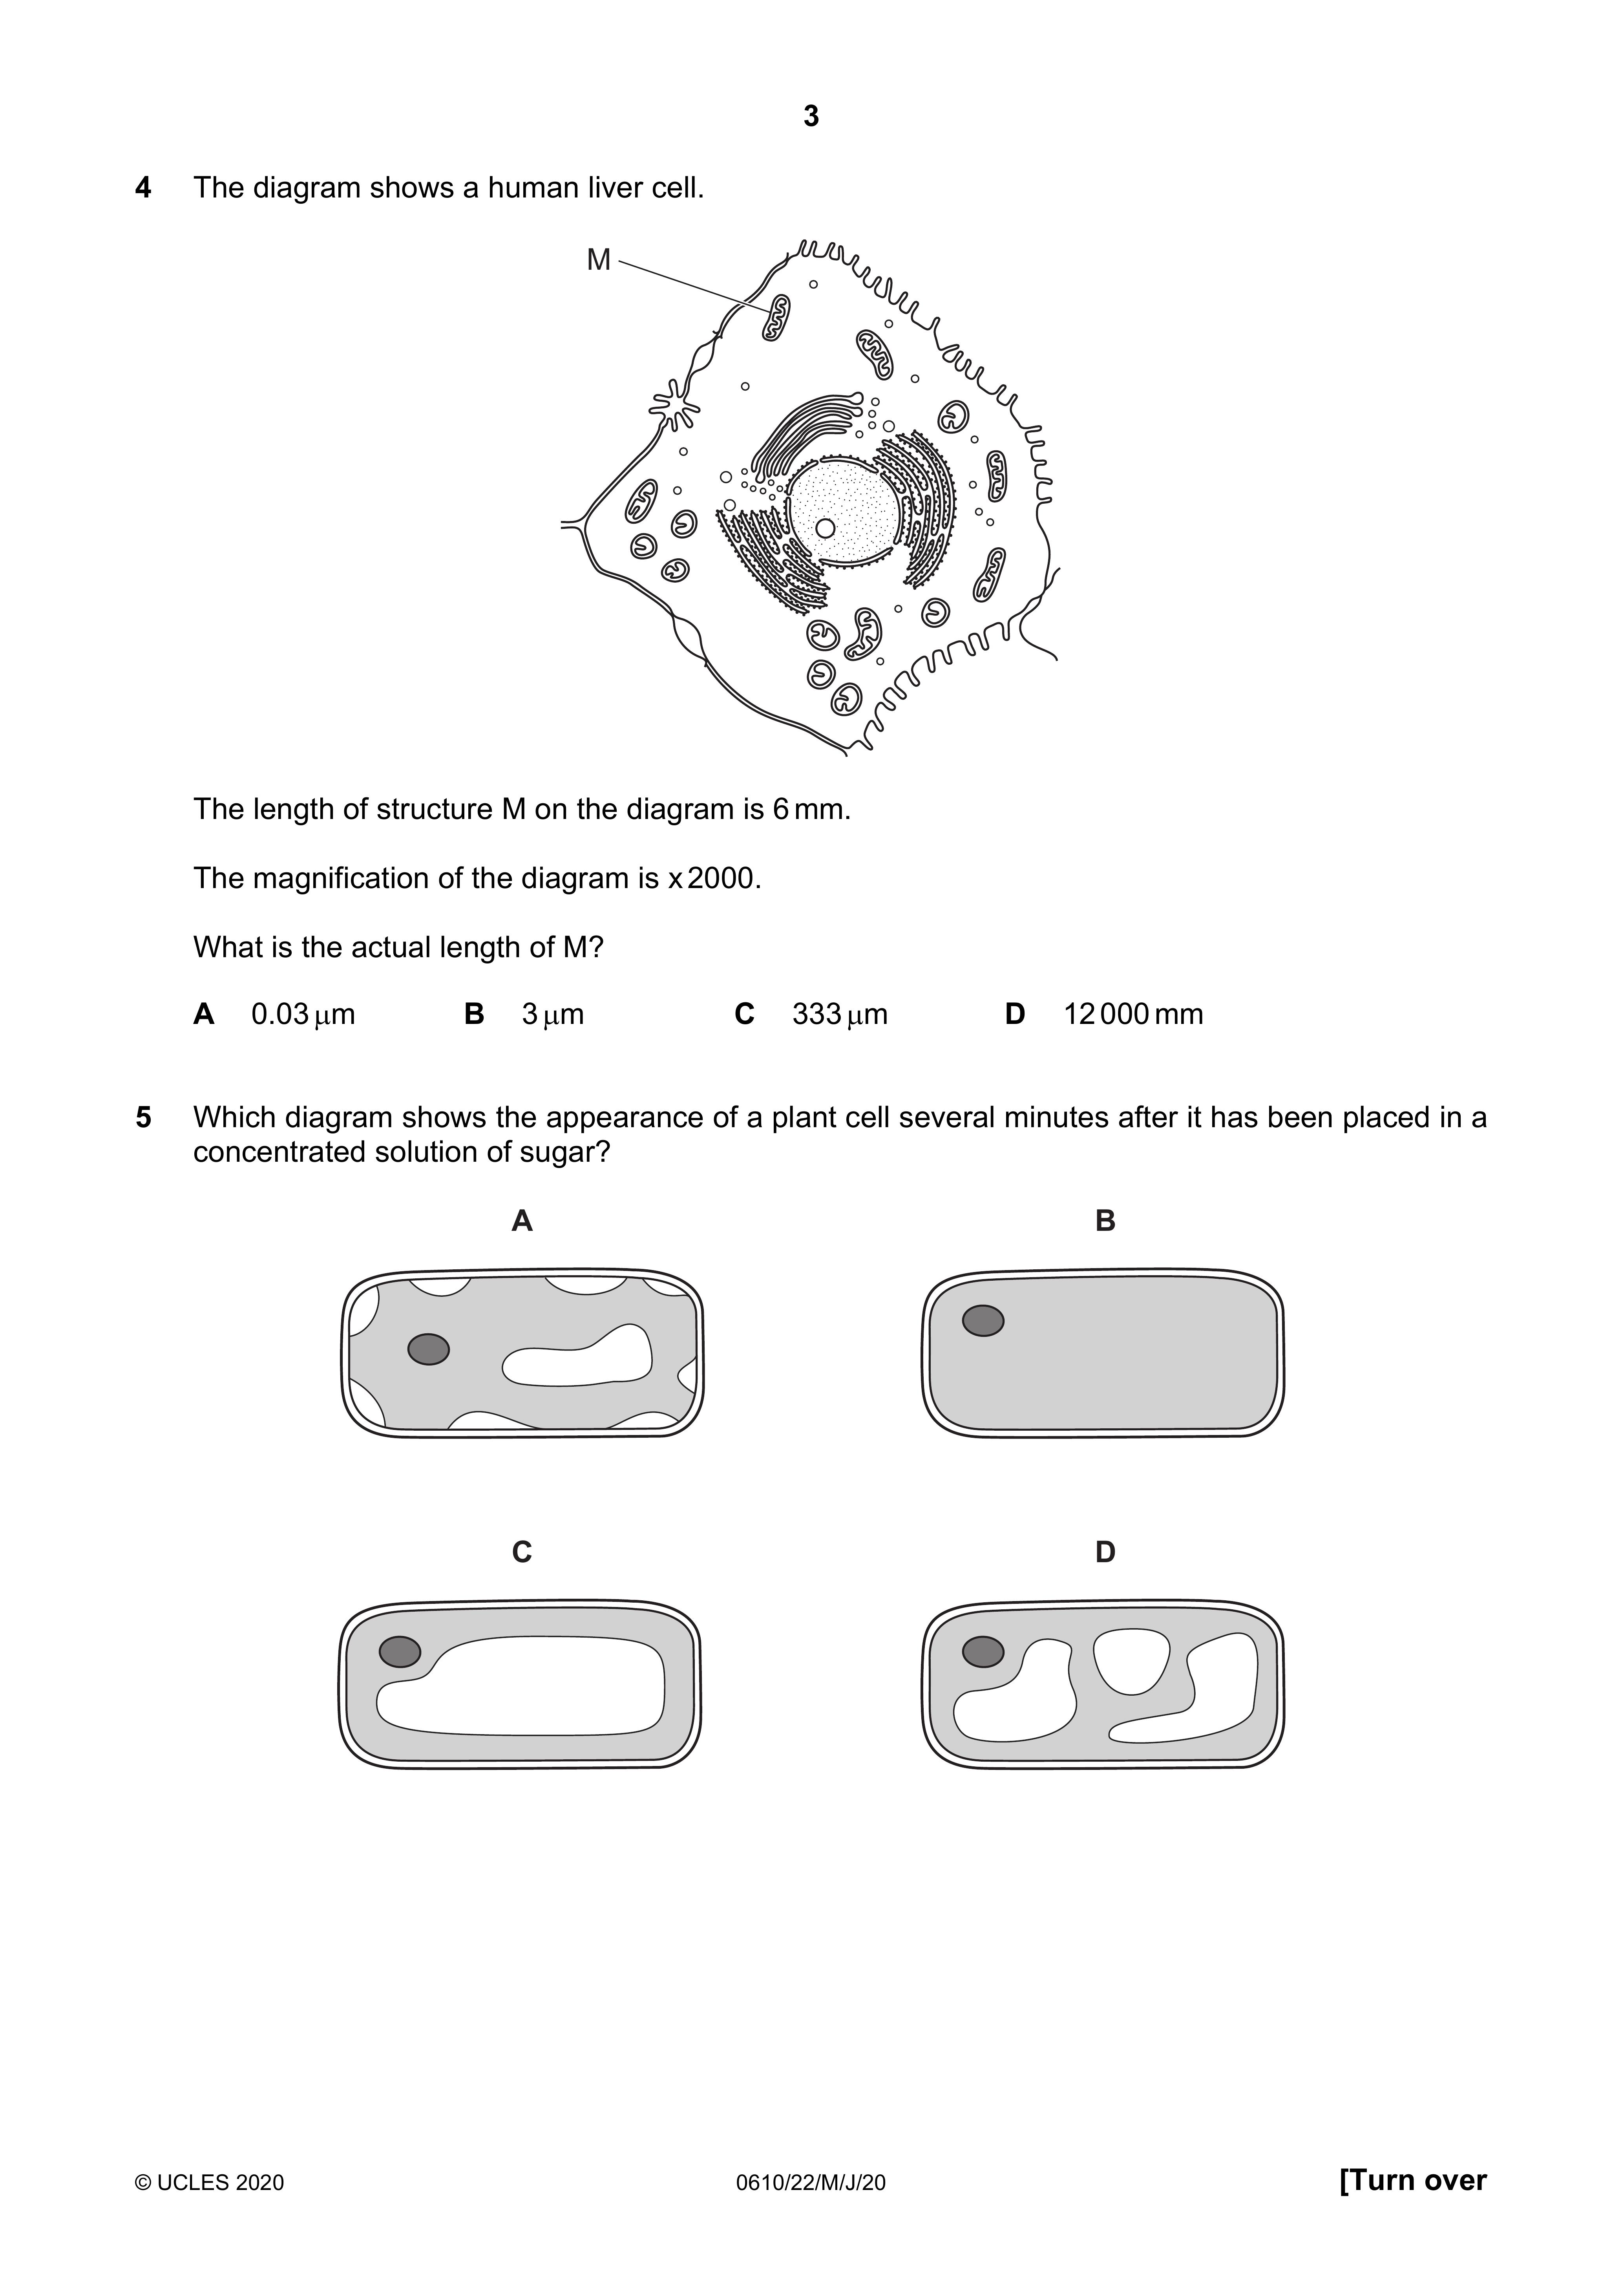 3
4 The diagram shows a human liver cell.
M
The length of structure M on the diagram is 6 mm.
The magnification of the diagram is x 2000.
What is the actual length of M?
A 0.03 μm B 3 μm C 333 μm D 12 000 mm
5 Which diagram shows the appearance of a plant cell several minutes after it has been placed in a
concentrated solution of sugar?
A B
C D
© UCLES 2020 0610/22/M/J/20 [Turn over